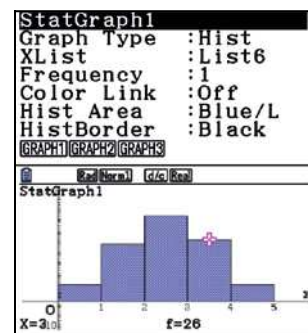 StatGraph1
Graph Type :Hist
XList :List6
Frequency :1
Color Link :Off
Hist Area :Blue/L
HistBorder :Black
GRAPH1 GRAPH2 GRAPH3
Rad Norm1 d/c Real
StatGraph1
O 1 2 3 4 5 x
X=3 f=26